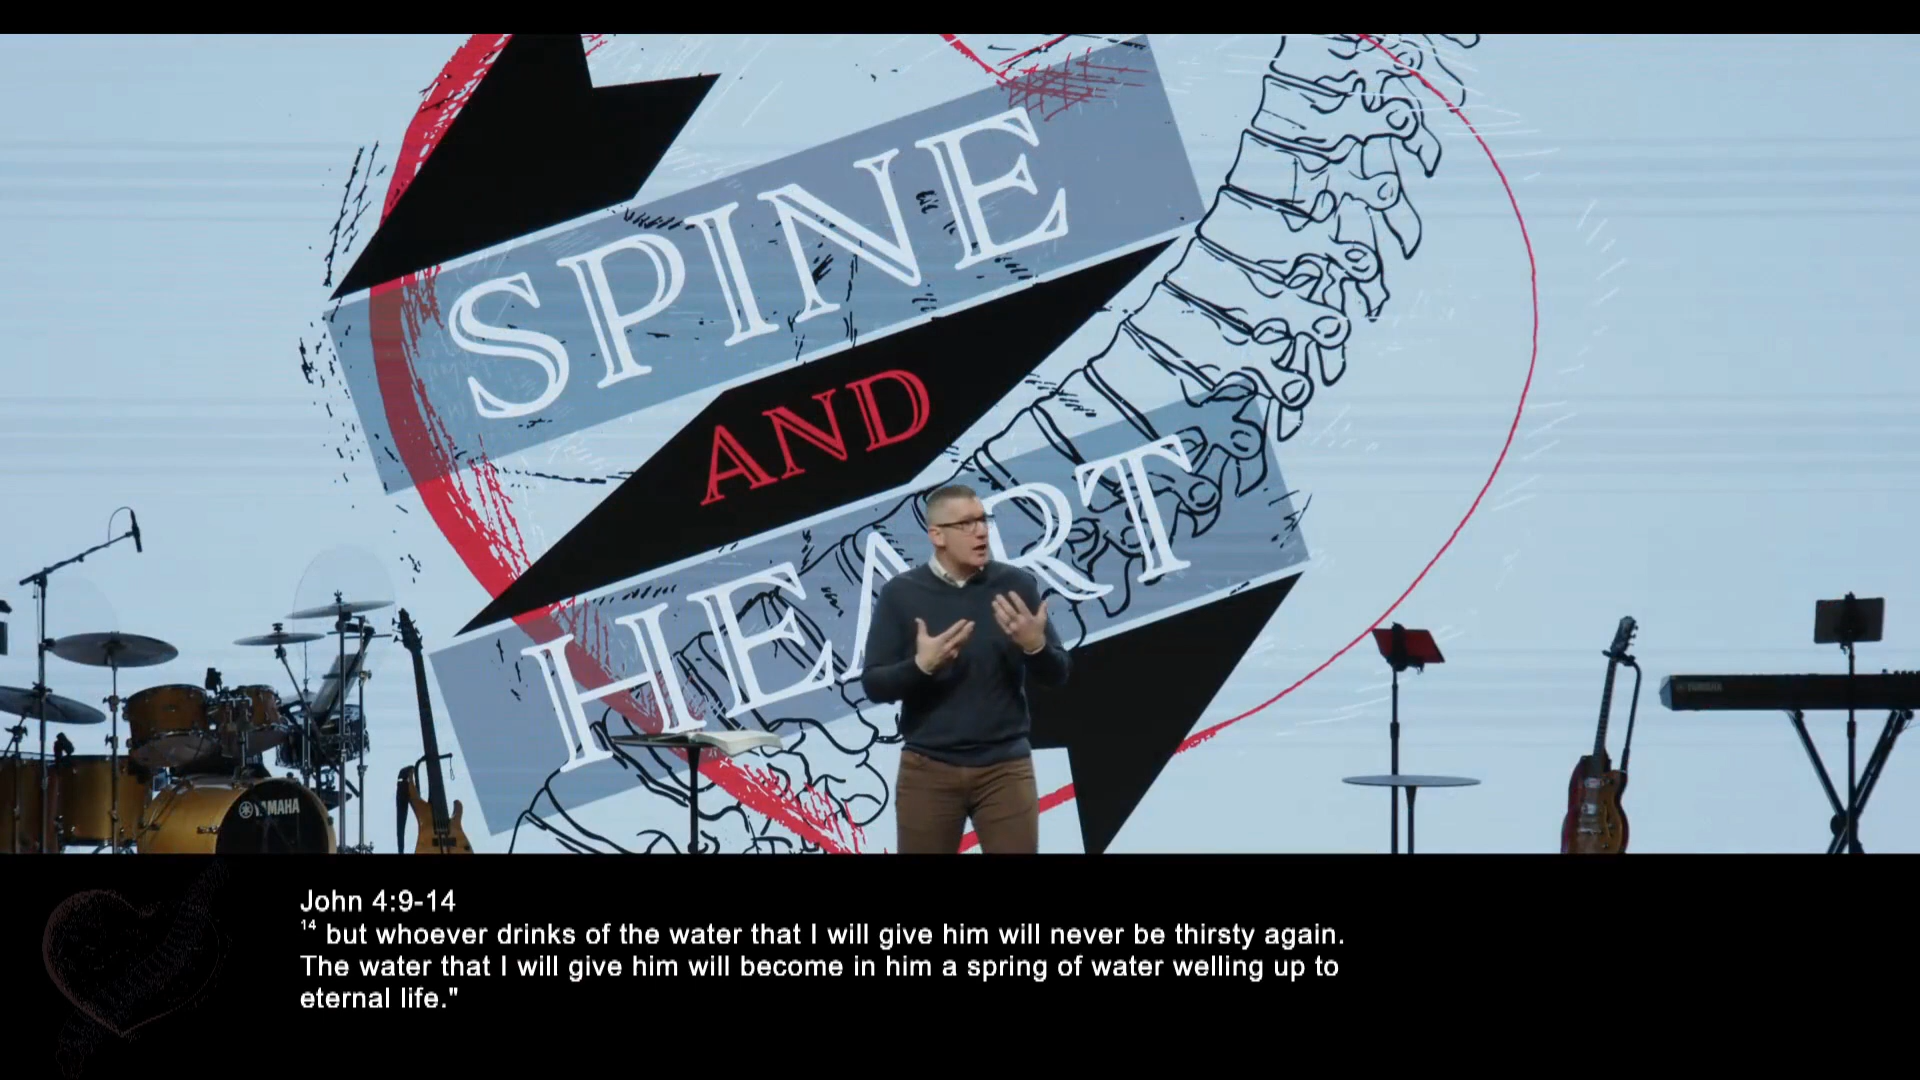 SPINE
AND
HEART
YAMAHA
YAMAHA
John 4:9-14
14 but whoever drinks of the water that I will give him will never be thirsty again.
The water that I will give him will become in him a spring of water welling up to
eternal life."